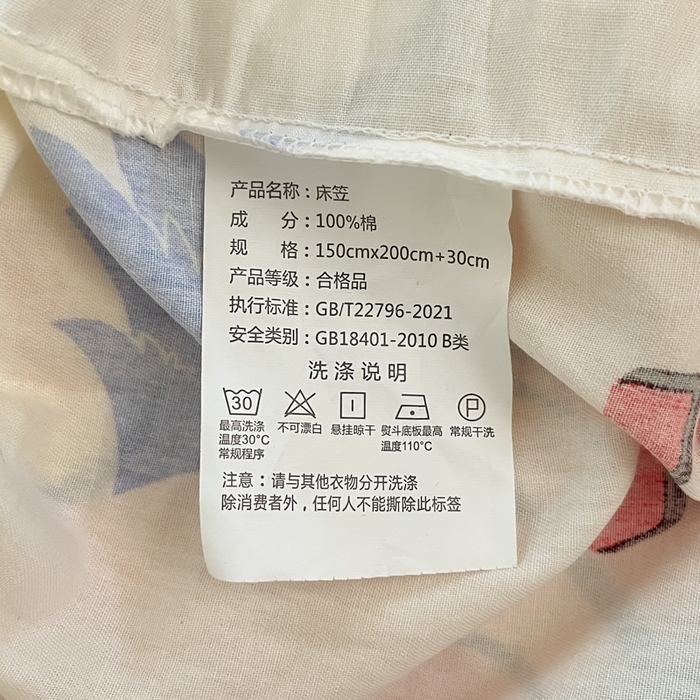 产品名称：床笠
成 分：100%棉
规 格：150cmx200cm+30cm
产品等级：合格品
执行标准：GB/T22796-2021
安全类别：GB18401-2010 B类
洗涤说明
30 P
最高洗涤 不可漂白 悬挂晾干 熨斗底板最高 常规干洗
温度30°C 温度110°C
常规程序
注意：请与其他衣物分开洗涤
除消费者外，任何人不能撕除此标签